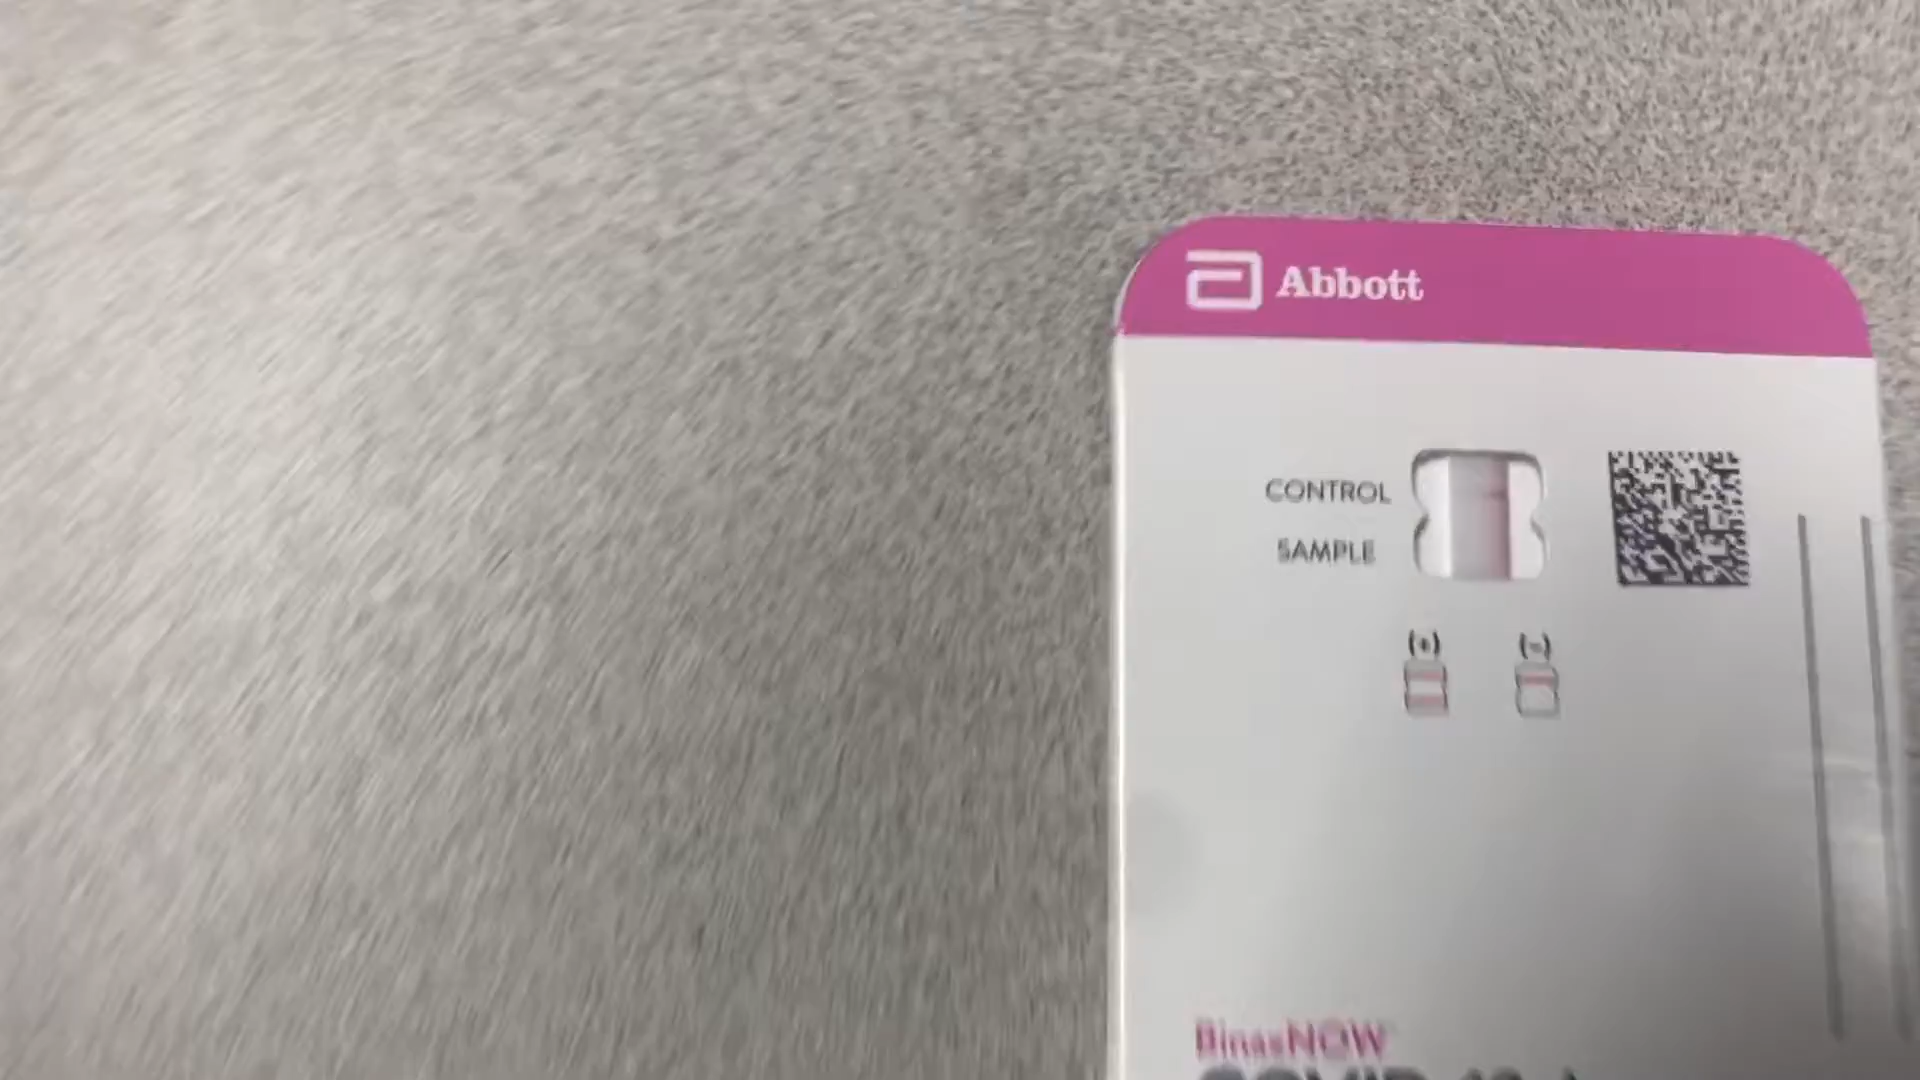 Abbott
CONTROL
SAMPLE
(+) (-)
BinaxNOW